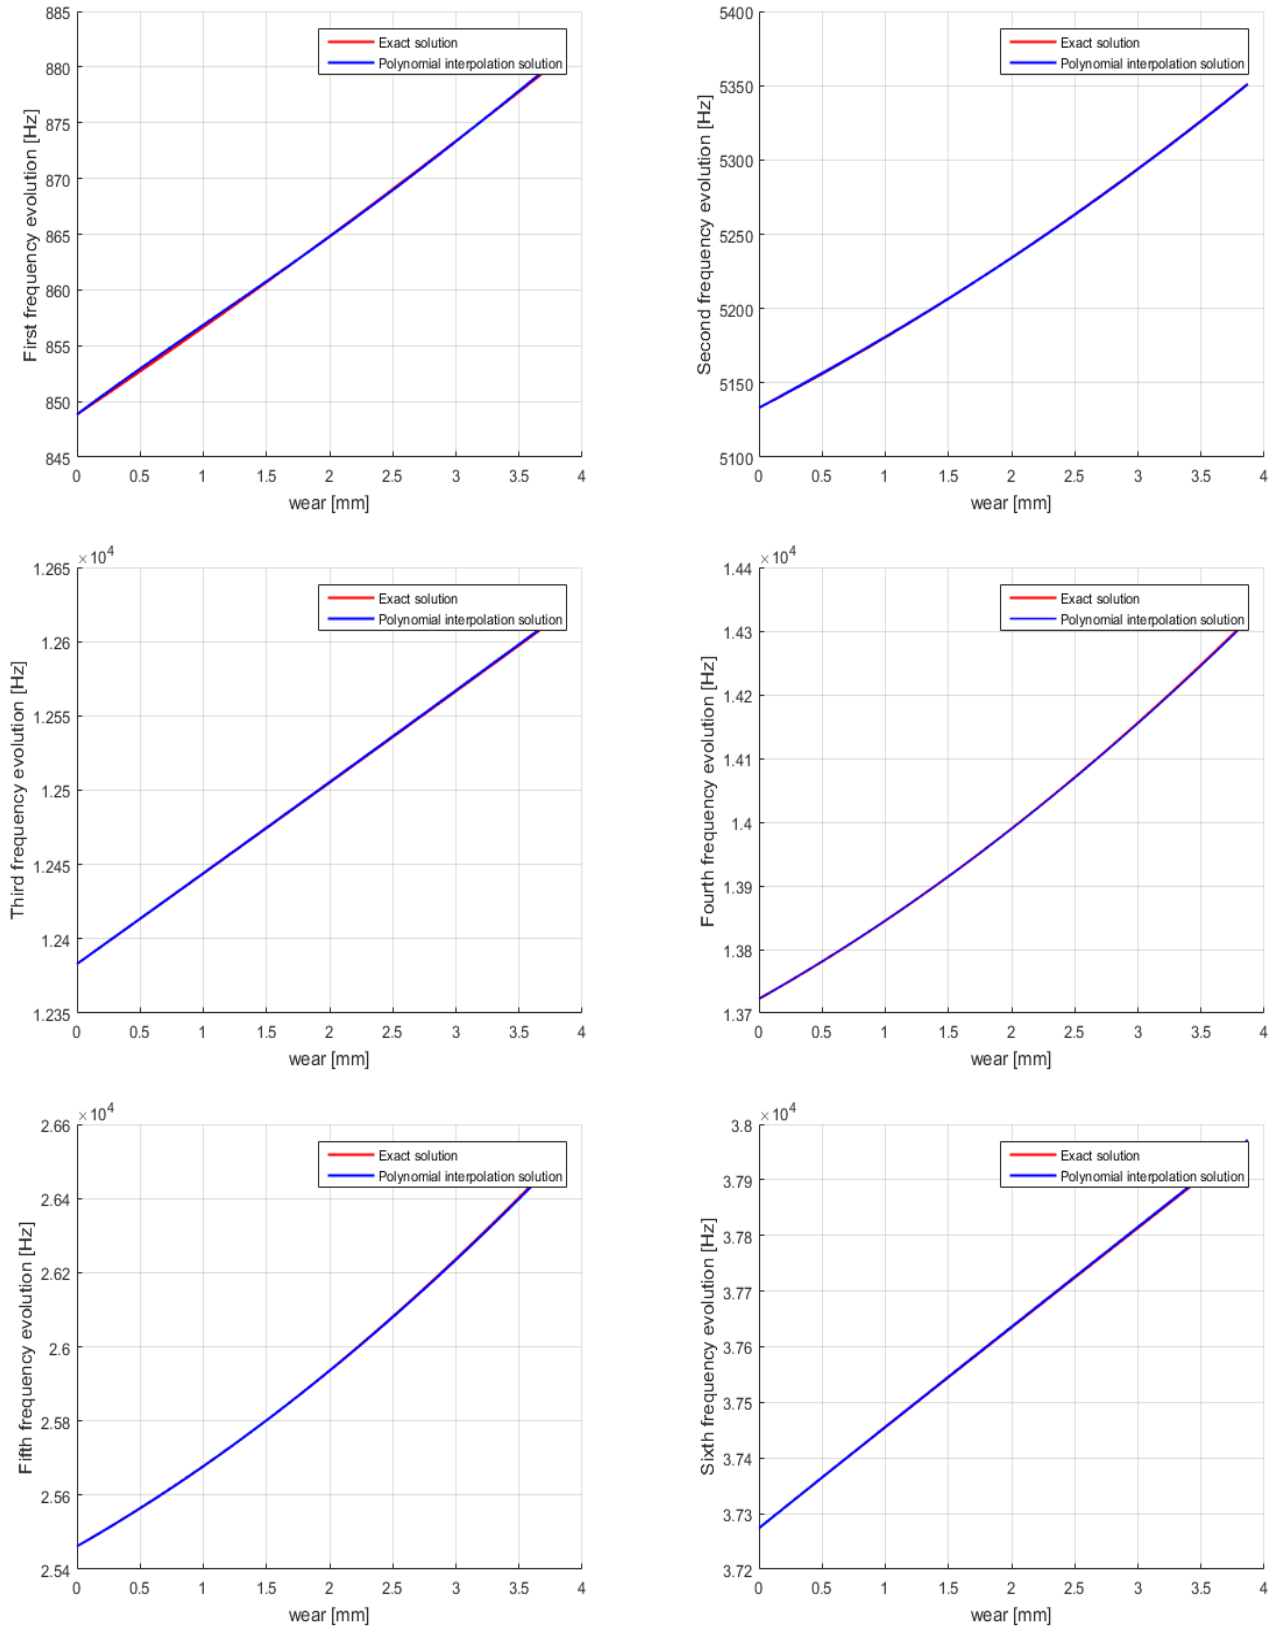 885
880
875
870
865
860
855
850
845
First frequency evolution [Hz]
Exact solution
Polynomial interpolation solution
0 0.5 1 1.5 2 2.5 3 3.5 4
wear [mm]
5400
5350
5300
5250
5200
5150
5100
Second frequency evolution [Hz]
Exact solution
Polynomial interpolation solution
0 0.5 1 1.5 2 2.5 3 3.5 4
wear [mm]
×10⁴
1.265
1.26
1.255
1.25
1.245
1.24
1.235
Third frequency evolution [Hz]
Exact solution
Polynomial interpolation solution
0 0.5 1 1.5 2 2.5 3 3.5 4
wear [mm]
×10⁴
1.44
1.43
1.42
1.41
1.4
1.39
1.38
1.37
Fourth frequency evolution [Hz]
Exact solution
Polynomial interpolation solution
0 0.5 1 1.5 2 2.5 3 3.5 4
wear [mm]
×10⁴
2.66
2.64
2.62
2.6
2.58
2.56
2.54
Fifth frequency evolution [Hz]
Exact solution
Polynomial interpolation solution
0 0.5 1 1.5 2 2.5 3 3.5 4
wear [mm]
×10⁴
3.8
3.79
3.78
3.77
3.76
3.75
3.74
3.73
3.72
Sixth frequency evolution [Hz]
Exact solution
Polynomial interpolation solution
0 0.5 1 1.5 2 2.5 3 3.5 4
wear [mm]